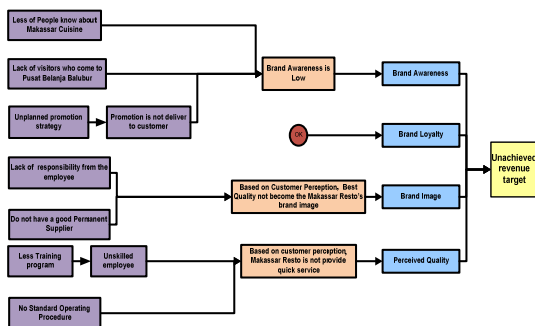 Less of People know about
Makassar Cuisine
Lack of visitors who come to
Pusat Belanja Balubur
Unplanned promotion
strategy
Promotion is not deliver
to customer
Brand Awareness is
Low
Brand Awareness
OK
Brand Loyalty
Unachieved
revenue
target
Lack of responsibility from the
employee
Do not have a good Permanent
Supplier
Based on Customer Perception, Best
Quality not become the Makassar Resto's
brand image
Brand Image
Less Training
program
Unskilled
employee
Based on customer perception,
Makassar Resto is not provide
quick service
Perceived Quality
No Standard Operating
Procedure